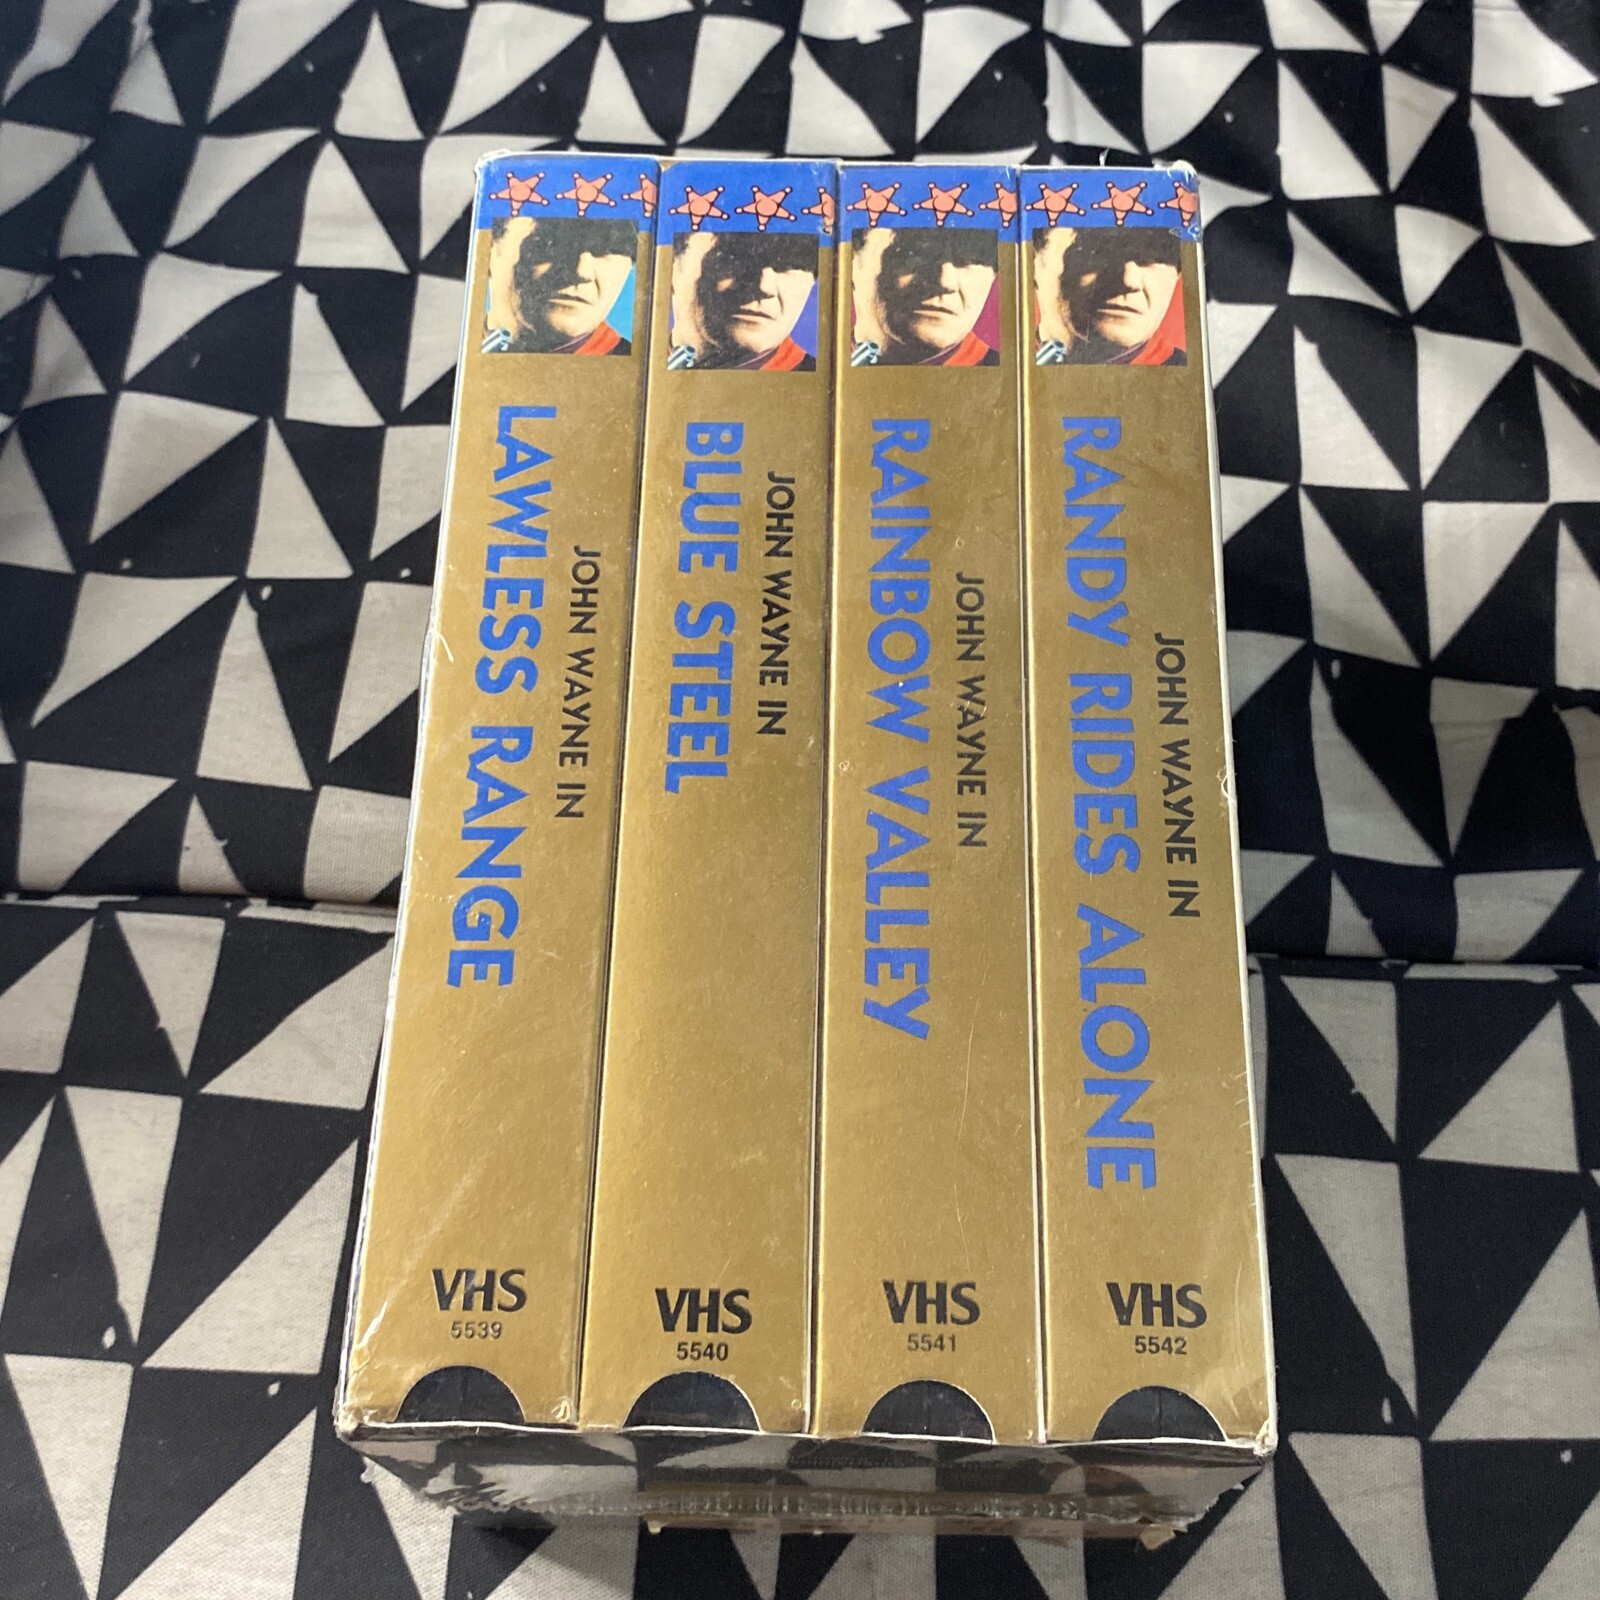 JOHN WAYNE IN
LAWLESS RANGE
VHS
5539
JOHN WAYNE IN
BLUE STEEL
VHS
5540
JOHN WAYNE IN
RAINBOW VALLEY
VHS
5541
JOHN WAYNE IN
RANDY RIDES ALONE
VHS
5542